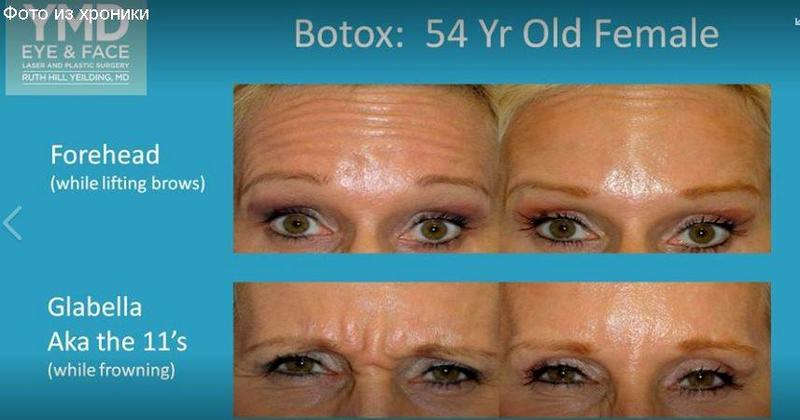 Фото из хроники
YMD
EYE & FACE
LASER AND PLASTIC SURGERY
RUTH HILL YEILDING, MD
Botox: 54 Yr Old Female
Forehead
(while lifting brows)
Glabella
Aka the 11's
(while frowning)